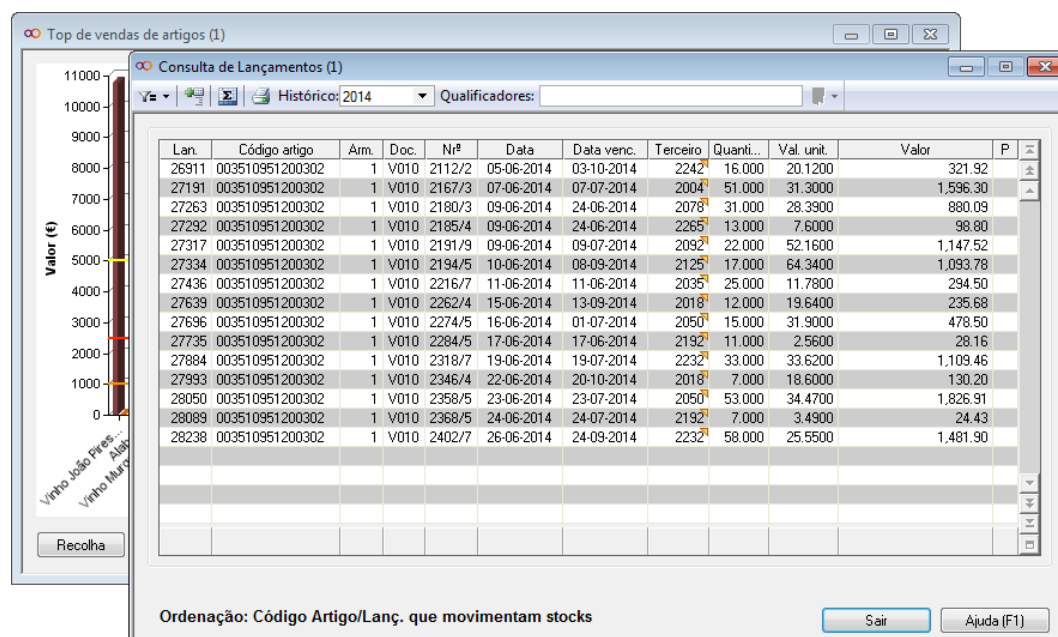 Top de vendas de artigos (1)
Consulta de Lançamentos (1)
Histórico: 2014 Qualificadores:
Lan. Código artigo Arm. Doc. Nrº Data Data venc. Terceiro Quanti... Val. unit. Valor P
26911 003510951200302 1 V010 2112/2 05-06-2014 03-10-2014 2242 16.000 20.1200 321.92
27191 003510951200302 1 V010 2167/3 07-06-2014 07-07-2014 2004 51.000 31.3000 1,596.30
27263 003510951200302 1 V010 2180/3 09-06-2014 24-06-2014 2078 31.000 28.3900 880.09
27292 003510951200302 1 V010 2185/4 09-06-2014 24-06-2014 2265 13.000 7.6000 98.80
27317 003510951200302 1 V010 2191/9 09-06-2014 09-07-2014 2092 22.000 52.1600 1,147.52
27334 003510951200302 1 V010 2194/5 10-06-2014 08-09-2014 2125 17.000 64.3400 1,093.78
27436 003510951200302 1 V010 2216/7 11-06-2014 11-06-2014 2035 25.000 11.7800 294.50
27639 003510951200302 1 V010 2262/4 15-06-2014 13-09-2014 2018 12.000 19.6400 235.68
27696 003510951200302 1 V010 2274/5 16-06-2014 01-07-2014 2050 15.000 31.9000 478.50
27735 003510951200302 1 V010 2284/5 17-06-2014 17-06-2014 2192 11.000 2.5600 28.16
27884 003510951200302 1 V010 2318/7 19-06-2014 19-07-2014 2232 33.000 33.6200 1,109.46
27993 003510951200302 1 V010 2346/4 22-06-2014 20-10-2014 2018 7.000 18.6000 130.20
28050 003510951200302 1 V010 2358/5 23-06-2014 23-07-2014 2050 53.000 34.4700 1,826.91
28089 003510951200302 1 V010 2368/5 24-06-2014 24-07-2014 2192 7.000 3.4900 24.43
28238 003510951200302 1 V010 2402/7 26-06-2014 24-09-2014 2232 58.000 25.5500 1,481.90
Ordenação: Código Artigo/Lanç. que movimentam stocks
Sair
Ajuda (F1)
Valor (€)
11000
10000
9000
8000
7000
6000
5000
4000
3000
2000
1000
0
Vinho João Pires...
Vinho Murq
Alab
Recolha